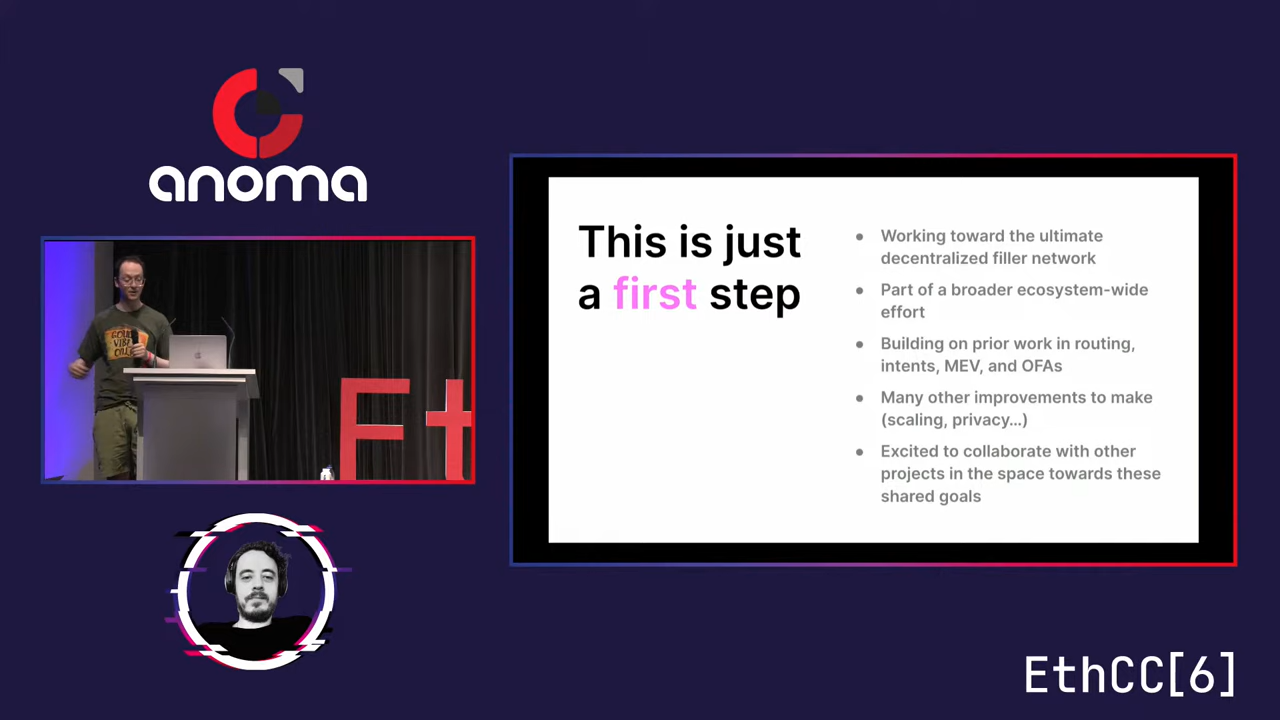 anoma
This is just
a first step
● Working toward the ultimate
decentralized filler network
● Part of a broader ecosystem-wide
effort
● Building on prior work in routing,
intents, MEV, and OFAs
● Many other improvements to make
(scaling, privacy...)
● Excited to collaborate with other
projects in the space towards these
shared goals
Et
EthCC[6]